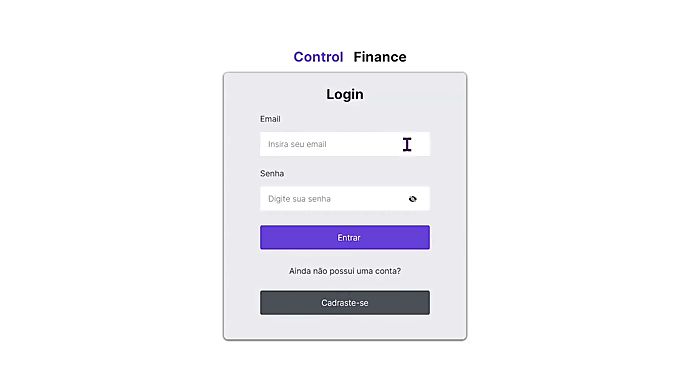 Control Finance
Login
Email
Insira seu email
Senha
Digite sua senha
Entrar
Ainda não possui uma conta?
Cadraste-se